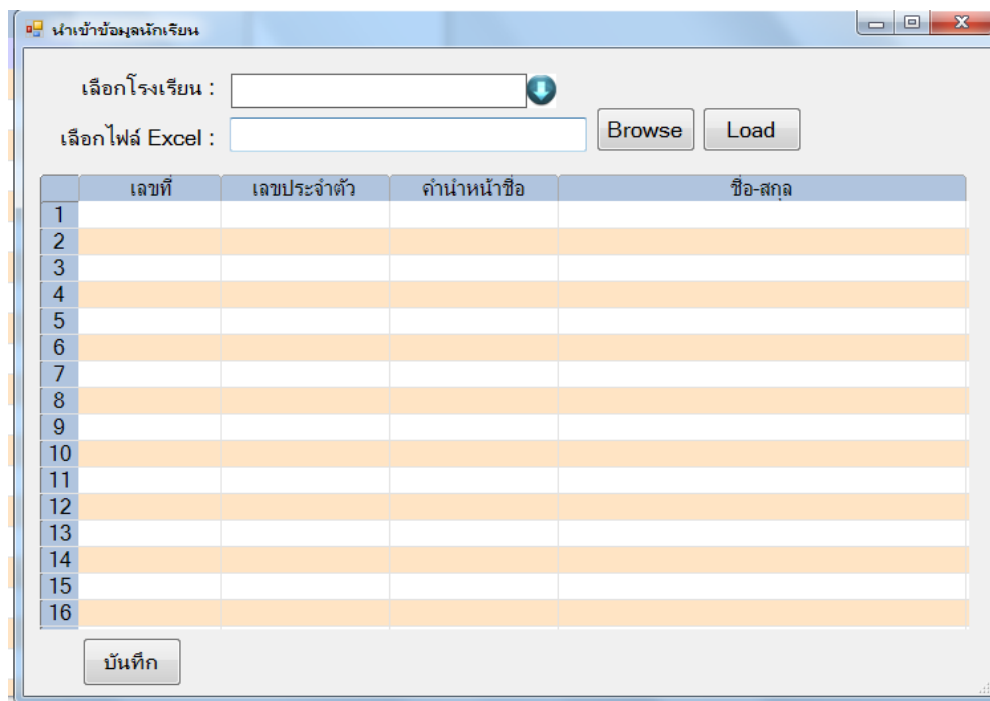 นำเข้าข้อมูลนักเรียน
เลือกโรงเรียน :
เลือกไฟล์ Excel :
Browse
Load
เลขที่ เลขประจำตัว คำนำหน้าชื่อ ชื่อ-สกุล
1
2
3
4
5
6
7
8
9
10
11
12
13
14
15
16
บันทึก